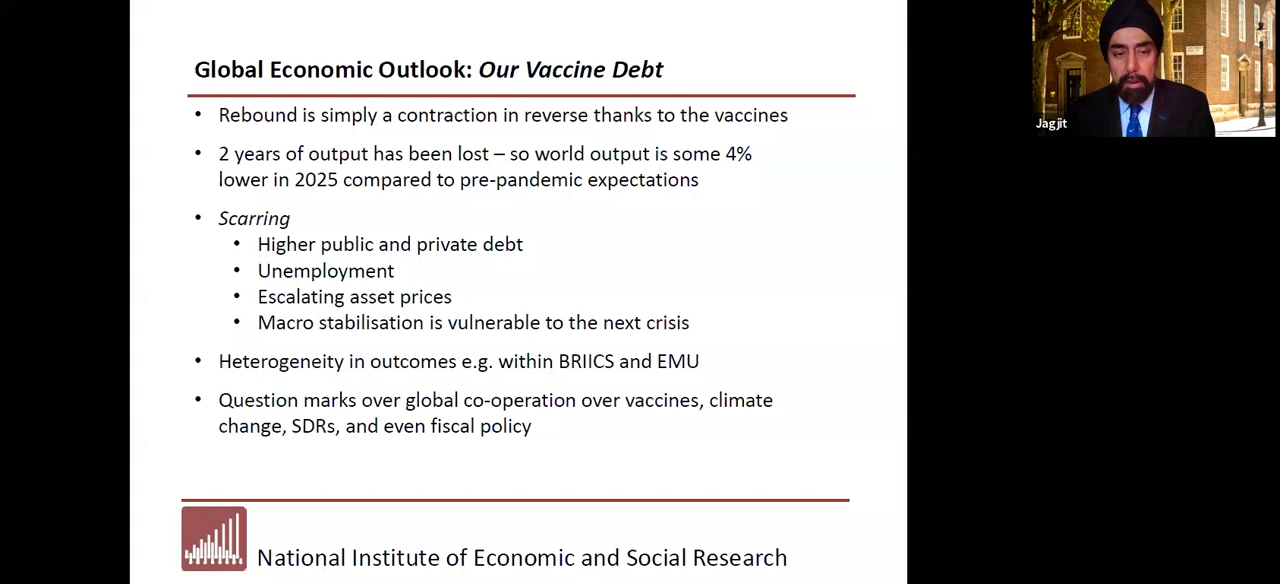 Global Economic Outlook: Our Vaccine Debt
• Rebound is simply a contraction in reverse thanks to the vaccines
• 2 years of output has been lost – so world output is some 4%
lower in 2025 compared to pre-pandemic expectations
• Scarring
• Higher public and private debt
• Unemployment
• Escalating asset prices
• Macro stabilisation is vulnerable to the next crisis
• Heterogeneity in outcomes e.g. within BRIICS and EMU
• Question marks over global co-operation over vaccines, climate
change, SDRs, and even fiscal policy
National Institute of Economic and Social Research
Jagjit